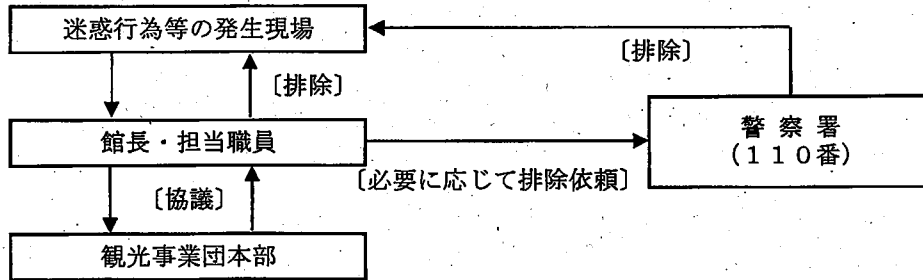 迷惑行為等の発生現場
〔排除〕
〔排除〕
館長・担当職員
警察署
(110番)
〔必要に応じて排除依頼〕
〔協議〕
観光事業団本部